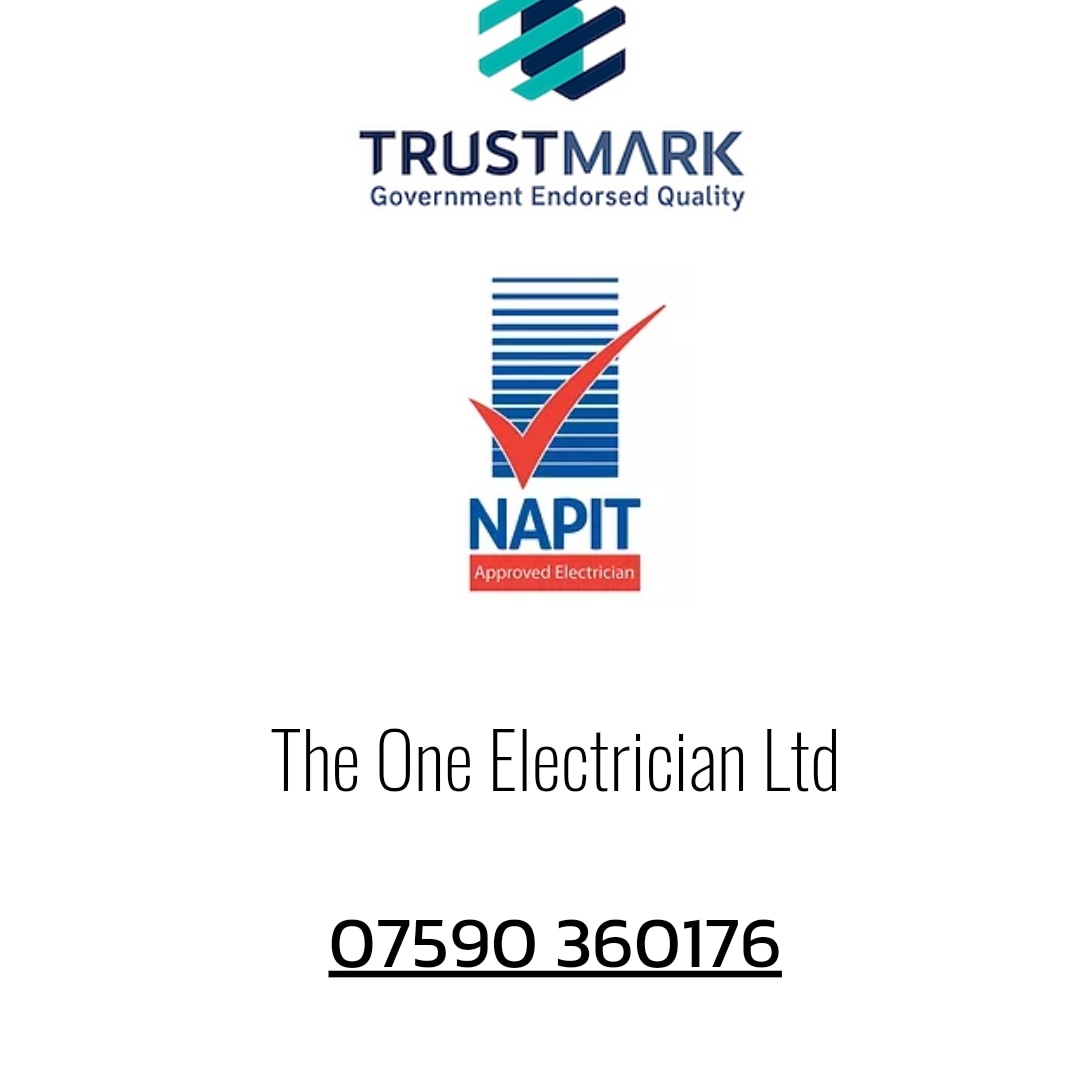 TRUSTMARK
Government Endorsed Quality
NAPIT
Approved Electrician
The One Electrician Ltd
07590 360176